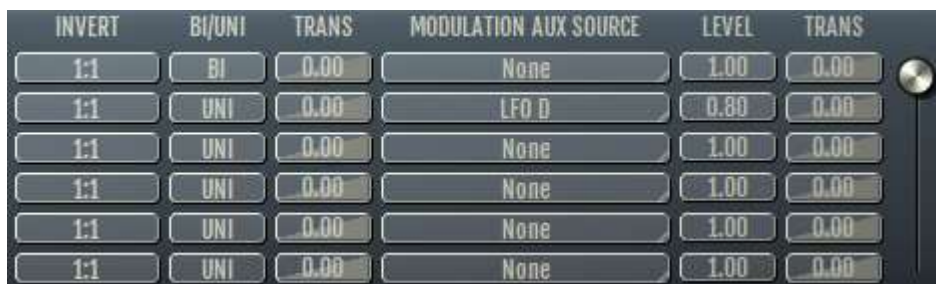 INVERT BI/UNI TRANS MODULATION AUX SOURCE LEVEL TRANS
1:1 BI 0.00 None 1.00 0.00
1:1 UNI 0.00 LFO D 0.80 0.00
1:1 UNI 0.00 None 1.00 0.00
1:1 UNI 0.00 None 1.00 0.00
1:1 UNI 0.00 None 1.00 0.00
1:1 UNI 0.00 None 1.00 0.00